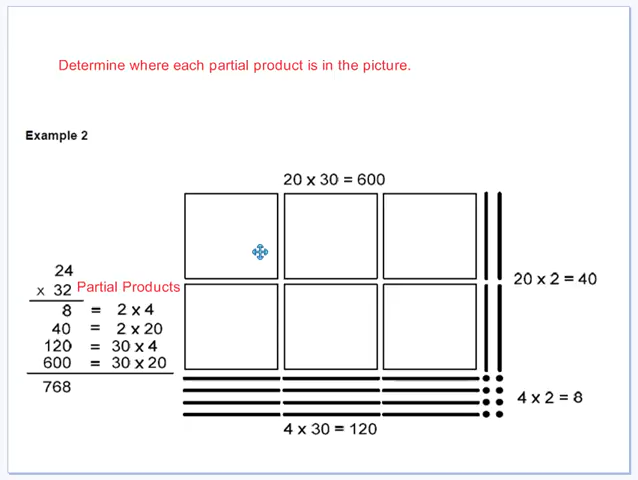 Determine where each partial product is in the picture.
Example 2
20 x 30 = 600
24
x 32 Partial Products
8 = 2 x 4
40 = 2 x 20
120 = 30 x 4
600 = 30 x 20
768
20 x 2 = 40
4 x 2 = 8
4 x 30 = 120